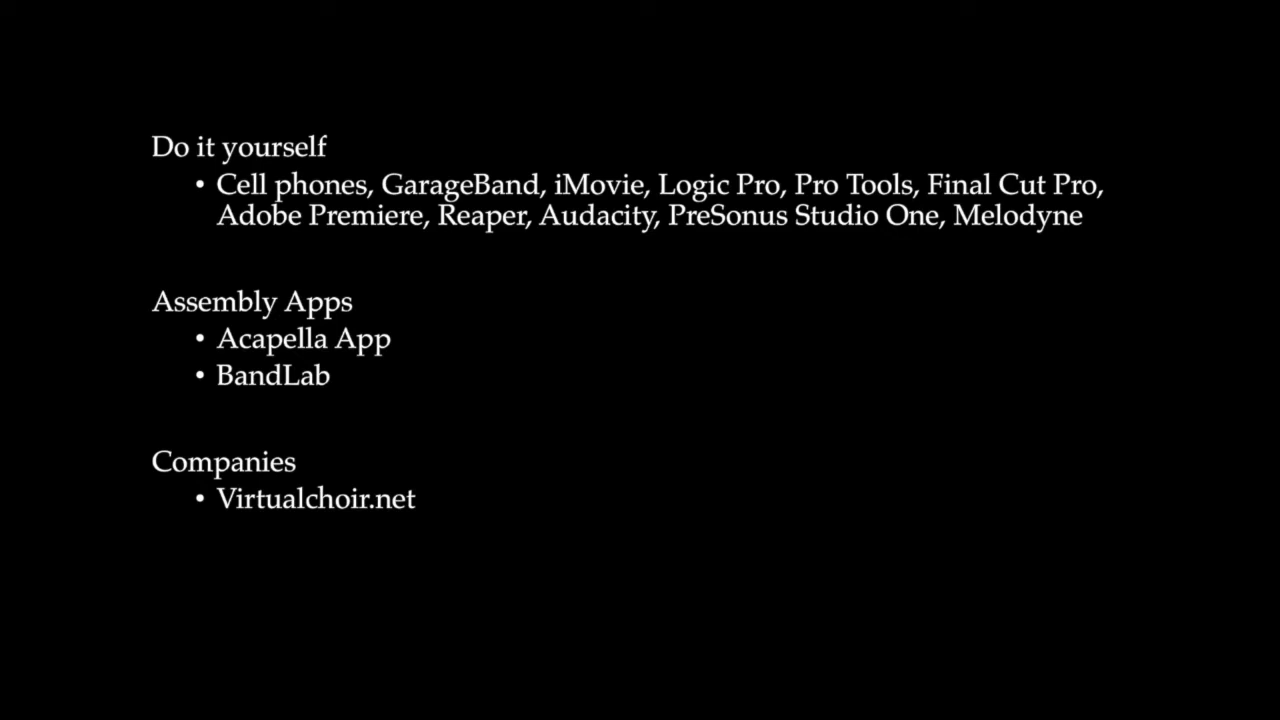 Do it yourself
• Cell phones, GarageBand, iMovie, Logic Pro, Pro Tools, Final Cut Pro,
Adobe Premiere, Reaper, Audacity, PreSonus Studio One, Melodyne
Assembly Apps
• Acapella App
• BandLab
Companies
• Virtualchoir.net